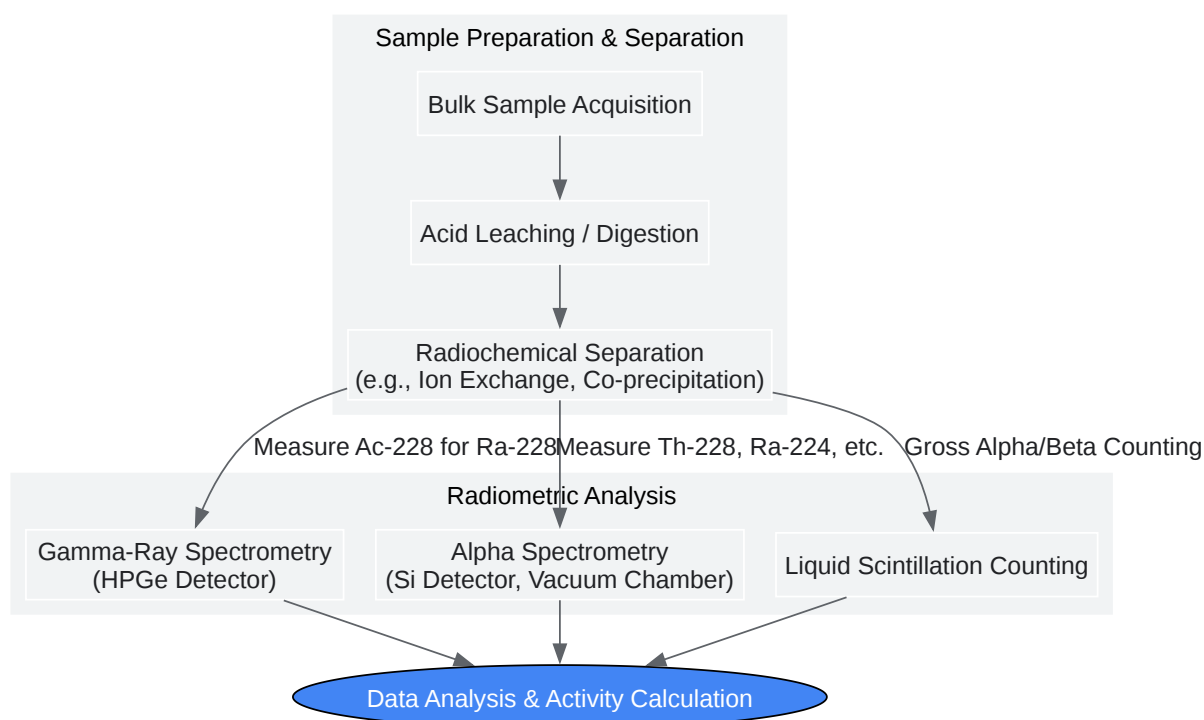 Sample Preparation & Separation
Bulk Sample Acquisition
Acid Leaching / Digestion
Radiochemical Separation
(e.g., Ion Exchange, Co-precipitation)
Measure Ac-228 for Ra-228
Measure Th-228, Ra-224, etc.
Gross Alpha/Beta Counting
Radiometric Analysis
Gamma-Ray Spectrometry
(HPGe Detector)
Alpha Spectrometry
(Si Detector, Vacuum Chamber)
Liquid Scintillation Counting
Data Analysis & Activity Calculation